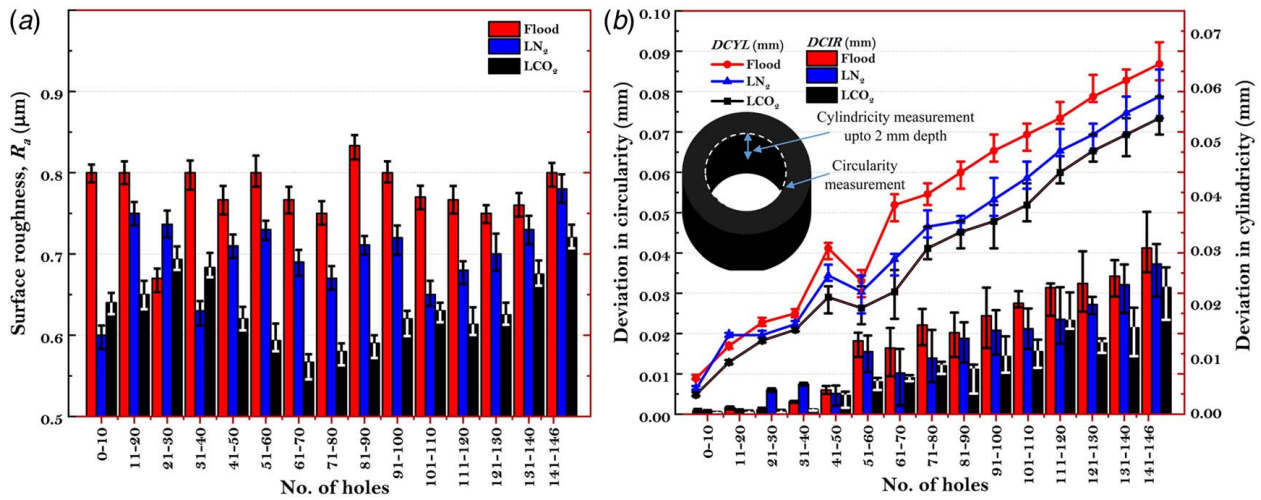 (a)
Surface roughness, Ra (μm)
0.9
0.8
0.7
0.6
0.5
Flood
LN₂
LCO₂
0-10
11-20
21-30
31-40
41-50
51-60
61-70
71-80
81-90
91-100
101-110
111-120
121-130
131-140
141-146
No. of holes
(b)
Deviation in circularity (mm)
0.10
0.09
0.08
0.07
0.06
0.05
0.04
0.03
0.02
0.01
0.00
DCYL (mm)
Flood
LN₂
LCO₂
DCIR (mm)
Flood
LN₂
LCO₂
Cylindricity measurement
upto 2 mm depth
Circularity
measurement
0-10
11-20
21-30
31-40
41-50
51-60
61-70
71-80
81-90
91-100
101-110
111-120
121-130
131-140
141-146
No. of holes
0.07
0.06
0.05
0.04
0.03
0.02
0.01
0.00
Deviation in cylindricity (mm)